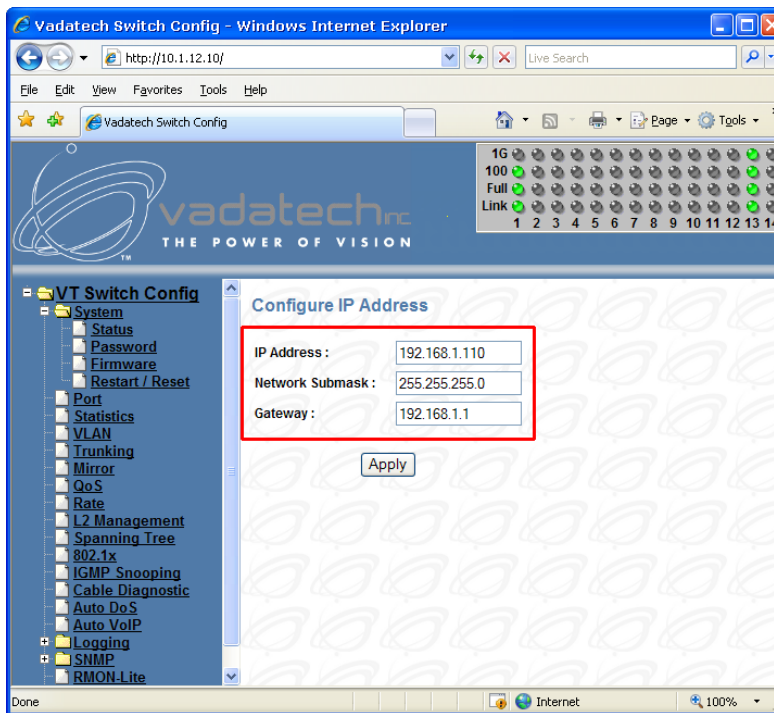 Vadatech Switch Config - Windows Internet Explorer
http://10.1.12.10/
Live Search
File Edit View Favorites Tools Help
Vadatech Switch Config
Page
Tools
vadatech inc
THE POWER OF VISION
TM
1G
100
Full
Link
1 2 3 4 5 6 7 8 9 10 11 12 13 14
VT Switch Config
System
Status
Password
Firmware
Restart / Reset
Port
Statistics
VLAN
Trunking
Mirror
QoS
Rate
L2 Management
Spanning Tree
802.1x
IGMP Snooping
Cable Diagnostic
Auto DoS
Auto VoIP
Logging
SNMP
RMON-Lite
Configure IP Address
IP Address : 192.168.1.110
Network Submask : 255.255.255.0
Gateway : 192.168.1.1
Apply
Done
Internet
100%